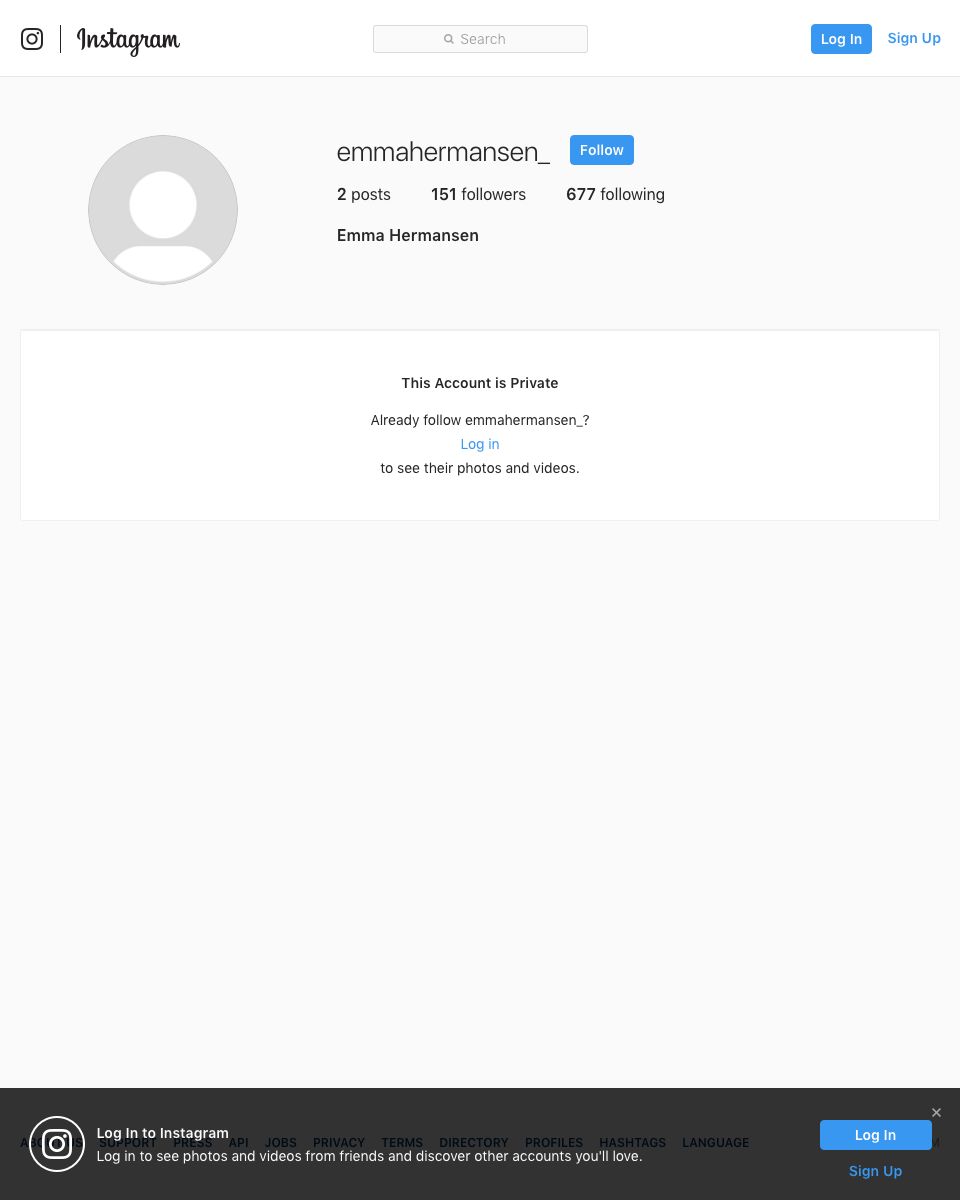 Instagram
Search
Log In
Sign Up
emmahermansen_
Follow
2 posts 151 followers 677 following
Emma Hermansen
This Account is Private
Already follow emmahermansen_?
Log in
to see their photos and videos.
SUPPORT PRESS API JOBS PRIVACY TERMS DIRECTORY PROFILES HASHTAGS LANGUAGE
Log In to Instagram
Log in to see photos and videos from friends and discover other accounts you'll love.
×
Log In
Sign Up